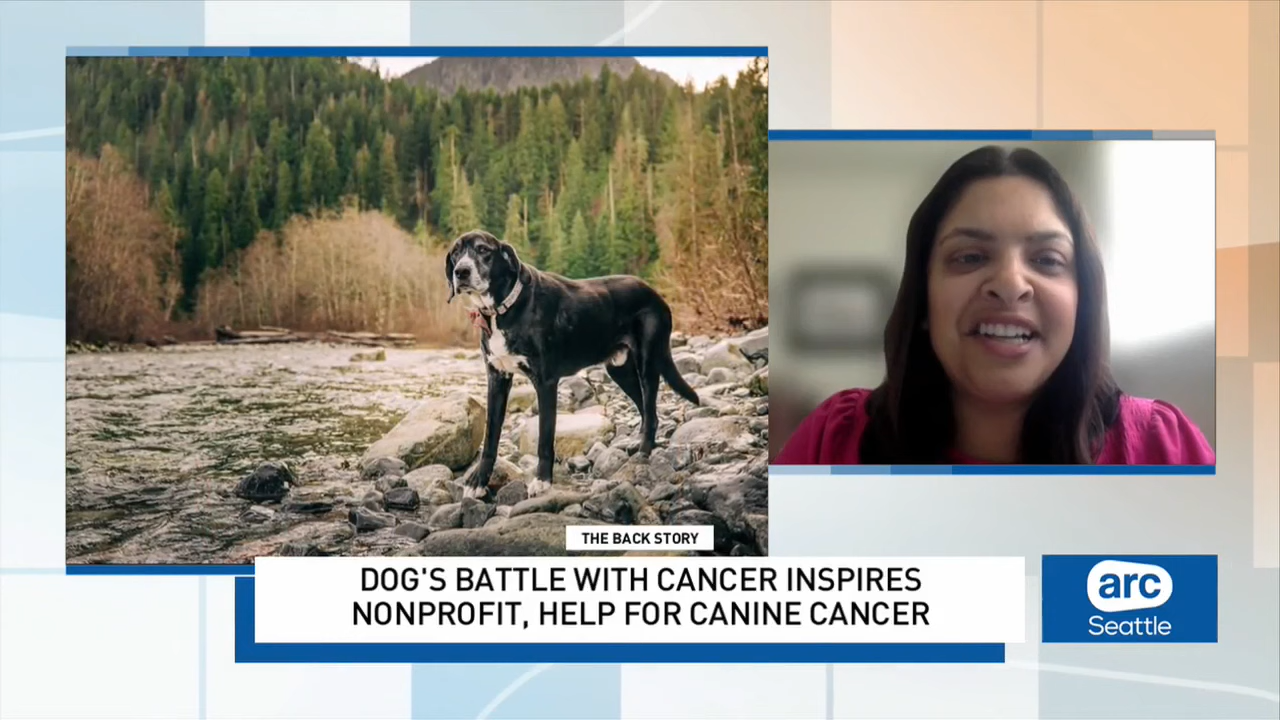 THE BACK STORY
DOG'S BATTLE WITH CANCER INSPIRES
NONPROFIT, HELP FOR CANINE CANCER
arc
Seattle